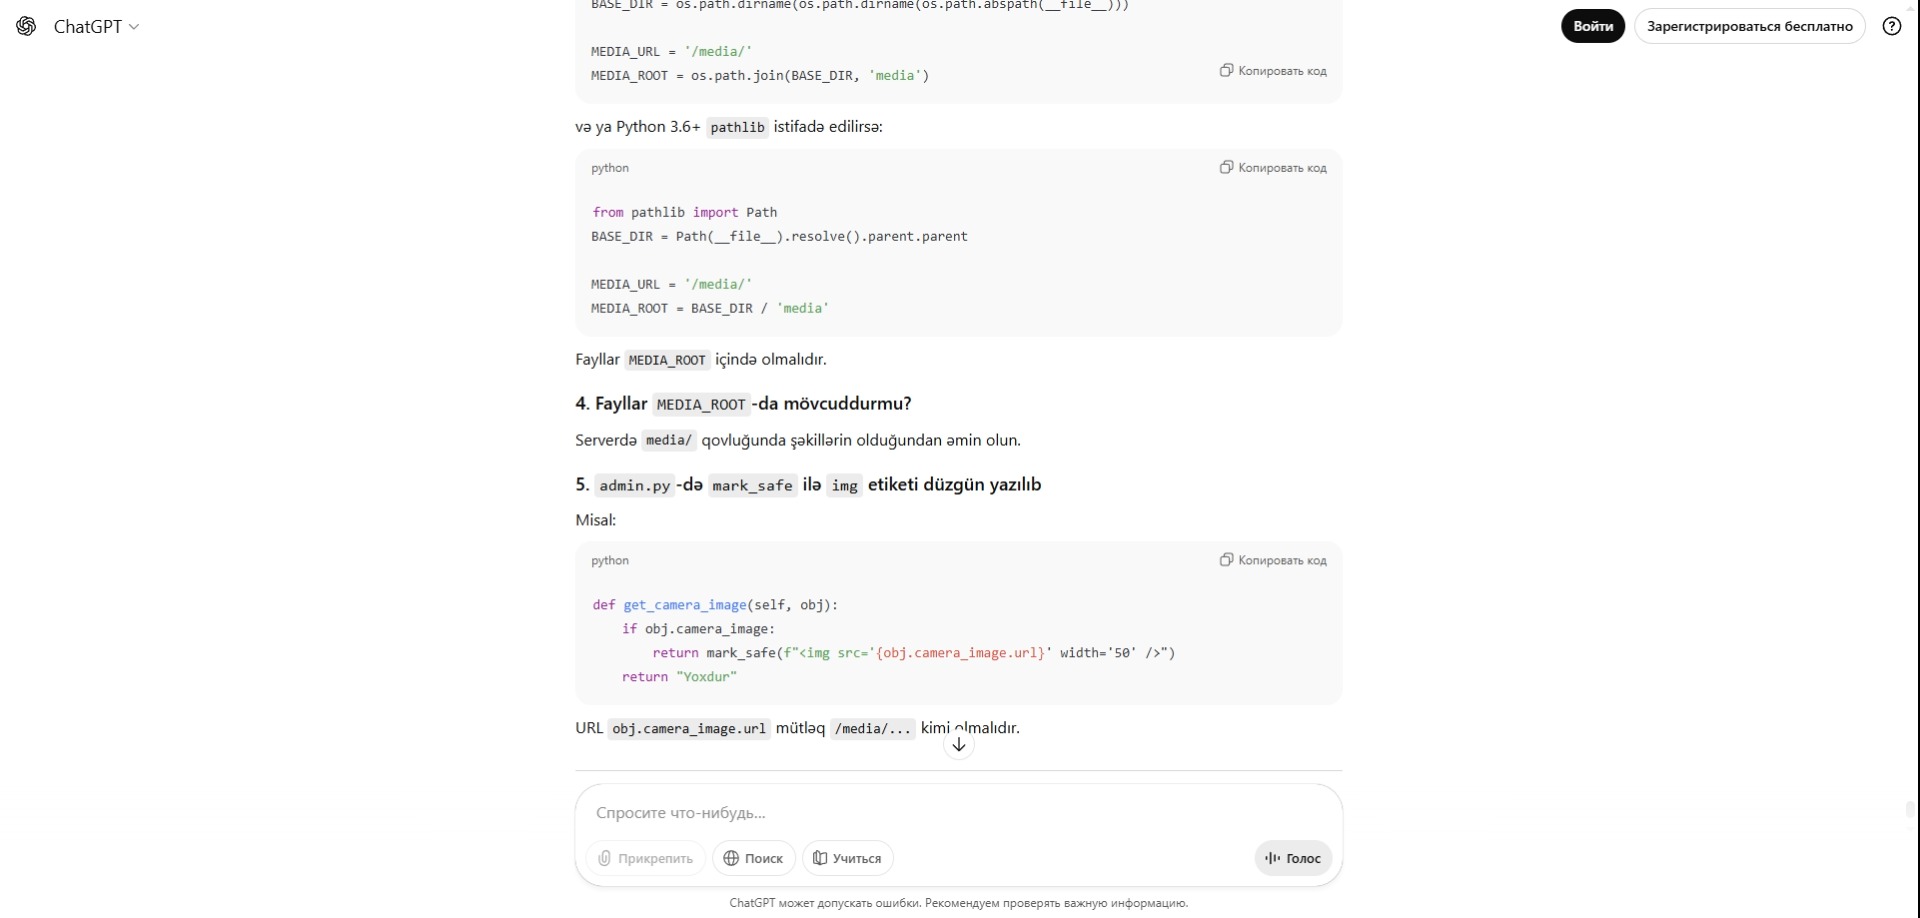 ChatGPT
Войти
Зарегистрироваться бесплатно
BASE_DIR = os.path.dirname(os.path.dirname(os.path.abspath(__file__)))
MEDIA_URL = '/media/'
MEDIA_ROOT = os.path.join(BASE_DIR, 'media')
Копировать код
və ya Python 3.6+ pathlib istifadə edilirsə:
python
Копировать код
from pathlib import Path
BASE_DIR = Path(__file__).resolve().parent.parent
MEDIA_URL = '/media/'
MEDIA_ROOT = BASE_DIR / 'media'
Fayllar MEDIA_ROOT içində olmalıdır.
4. Fayllar MEDIA_ROOT -da mövcuddurmu?
Serverdə media/ qovluğunda şəkillərin olduğundan əmin olun.
5. admin.py -də mark_safe ilə img etiketi düzgün yazılıb
Misal:
python
Копировать код
def get_camera_image(self, obj):
    if obj.camera_image:
        return mark_safe(f"<img src='{obj.camera_image.url}' width='50' />")
    return "Yoxdur"
URL obj.camera_image.url mütləq /media/... kimi olmalıdır.
Спросите что-нибудь...
Прикрепить
Поиск
Учиться
Голос
ChatGPT может допускать ошибки. Рекомендуем проверять важную информацию.